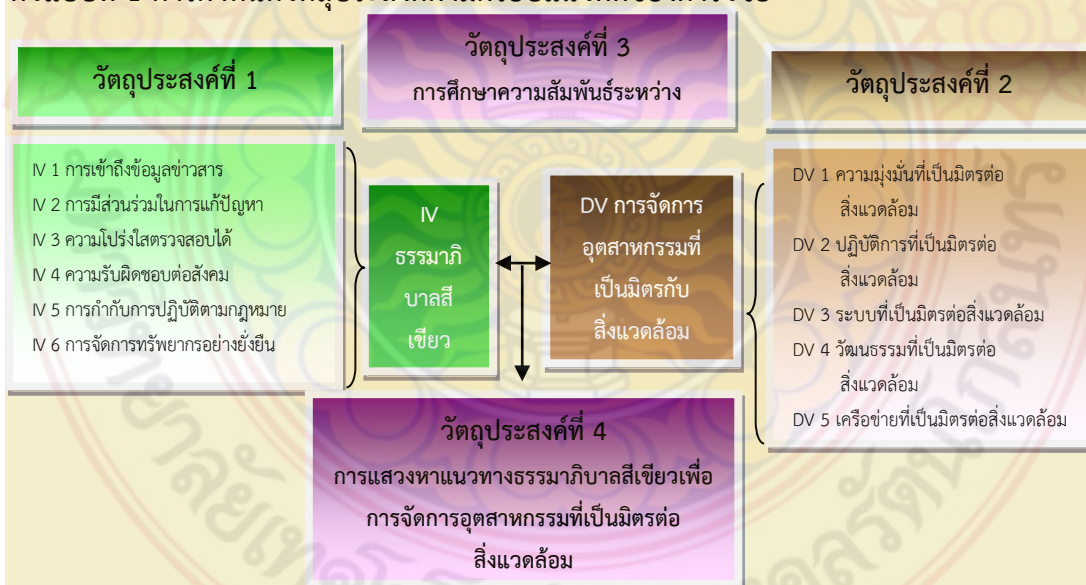 วัตถุประสงค์ที่ 3
การศึกษาความสัมพันธ์ระหว่าง
วัตถุประสงค์ที่ 1
วัตถุประสงค์ที่ 2
IV 1 การเข้าถึงข้อมูลข่าวสาร
IV 2 การมีส่วนร่วมในการแก้ปัญหา
IV 3 ความโปร่งใสตรวจสอบได้
IV 4 ความรับผิดชอบต่อสังคม
IV 5 การกำกับการปฏิบัติตามกฎหมาย
IV 6 การจัดการทรัพยากรอย่างยั่งยืน
IV
ธรรมาภิ
บาลสี
เขียว
DV การจัดการ
อุตสาหกรรมที่
เป็นมิตรกับ
สิ่งแวดล้อม
DV 1 ความมุ่งมั่นที่เป็นมิตรต่อ
สิ่งแวดล้อม
DV 2 ปฏิบัติการที่เป็นมิตรต่อ
สิ่งแวดล้อม
DV 3 ระบบที่เป็นมิตรต่อสิ่งแวดล้อม
DV 4 วัฒนธรรมที่เป็นมิตรต่อ
สิ่งแวดล้อม
DV 5 เครือข่ายที่เป็นมิตรต่อสิ่งแวดล้อม
วัตถุประสงค์ที่ 4
การแสวงหาแนวทางธรรมาภิบาลสีเขียวเพื่อ
การจัดการอุตสาหกรรมที่เป็นมิตรต่อ
สิ่งแวดล้อม